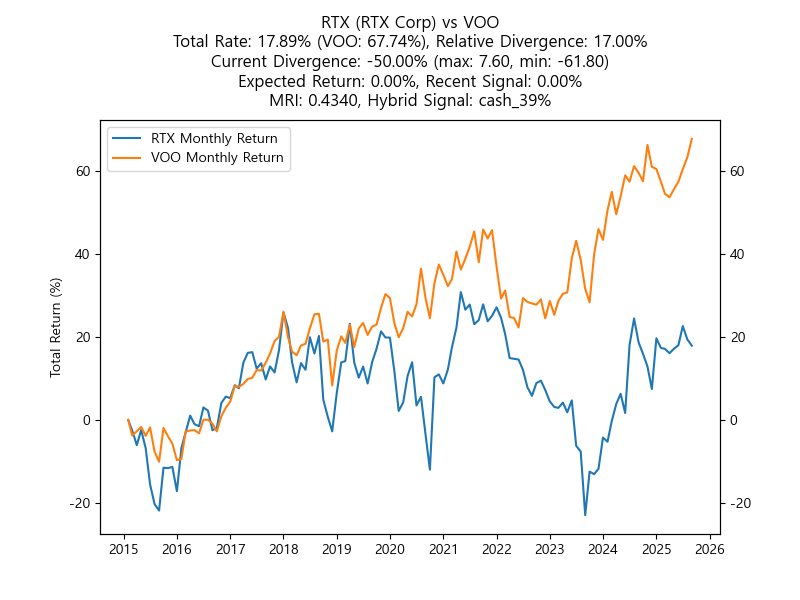 RTX (RTX Corp) vs VOO
Total Rate: 17.89% (VOO: 67.74%), Relative Divergence: 17.00%
Current Divergence: -50.00% (max: 7.60, min: -61.80)
Expected Return: 0.00%, Recent Signal: 0.00%
MRI: 0.4340, Hybrid Signal: cash_39%
RTX Monthly Return
VOO Monthly Return
Total Return (%)
60
40
20
0
-20
60
40
20
0
-20
2015 2016 2017 2018 2019 2020 2021 2022 2023 2024 2025 2026